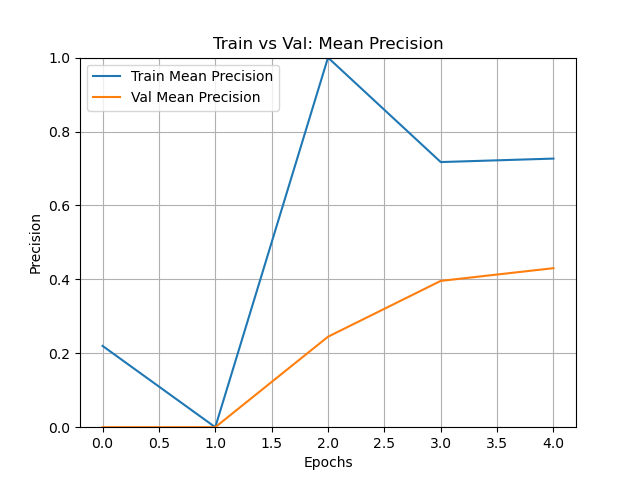 Train vs Val: Mean Precision
1.0
Train Mean Precision
Val Mean Precision
0.8
0.6
Precision
0.4
0.2
0.0
0.0 0.5 1.0 1.5 2.0 2.5 3.0 3.5 4.0
Epochs